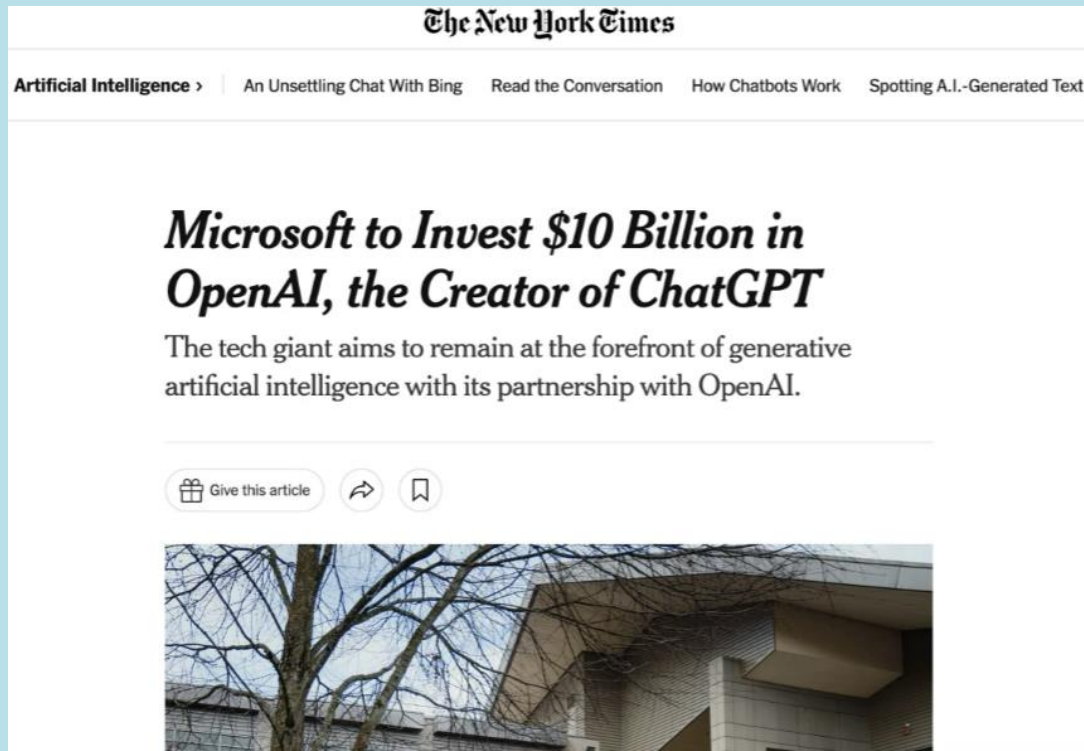 The New York Times
Artificial Intelligence > An Unsettling Chat With Bing Read the Conversation How Chatbots Work Spotting A.I.-Generated Text
Microsoft to Invest $10 Billion in
OpenAI, the Creator of ChatGPT
The tech giant aims to remain at the forefront of generative
artificial intelligence with its partnership with OpenAI.
Give this article